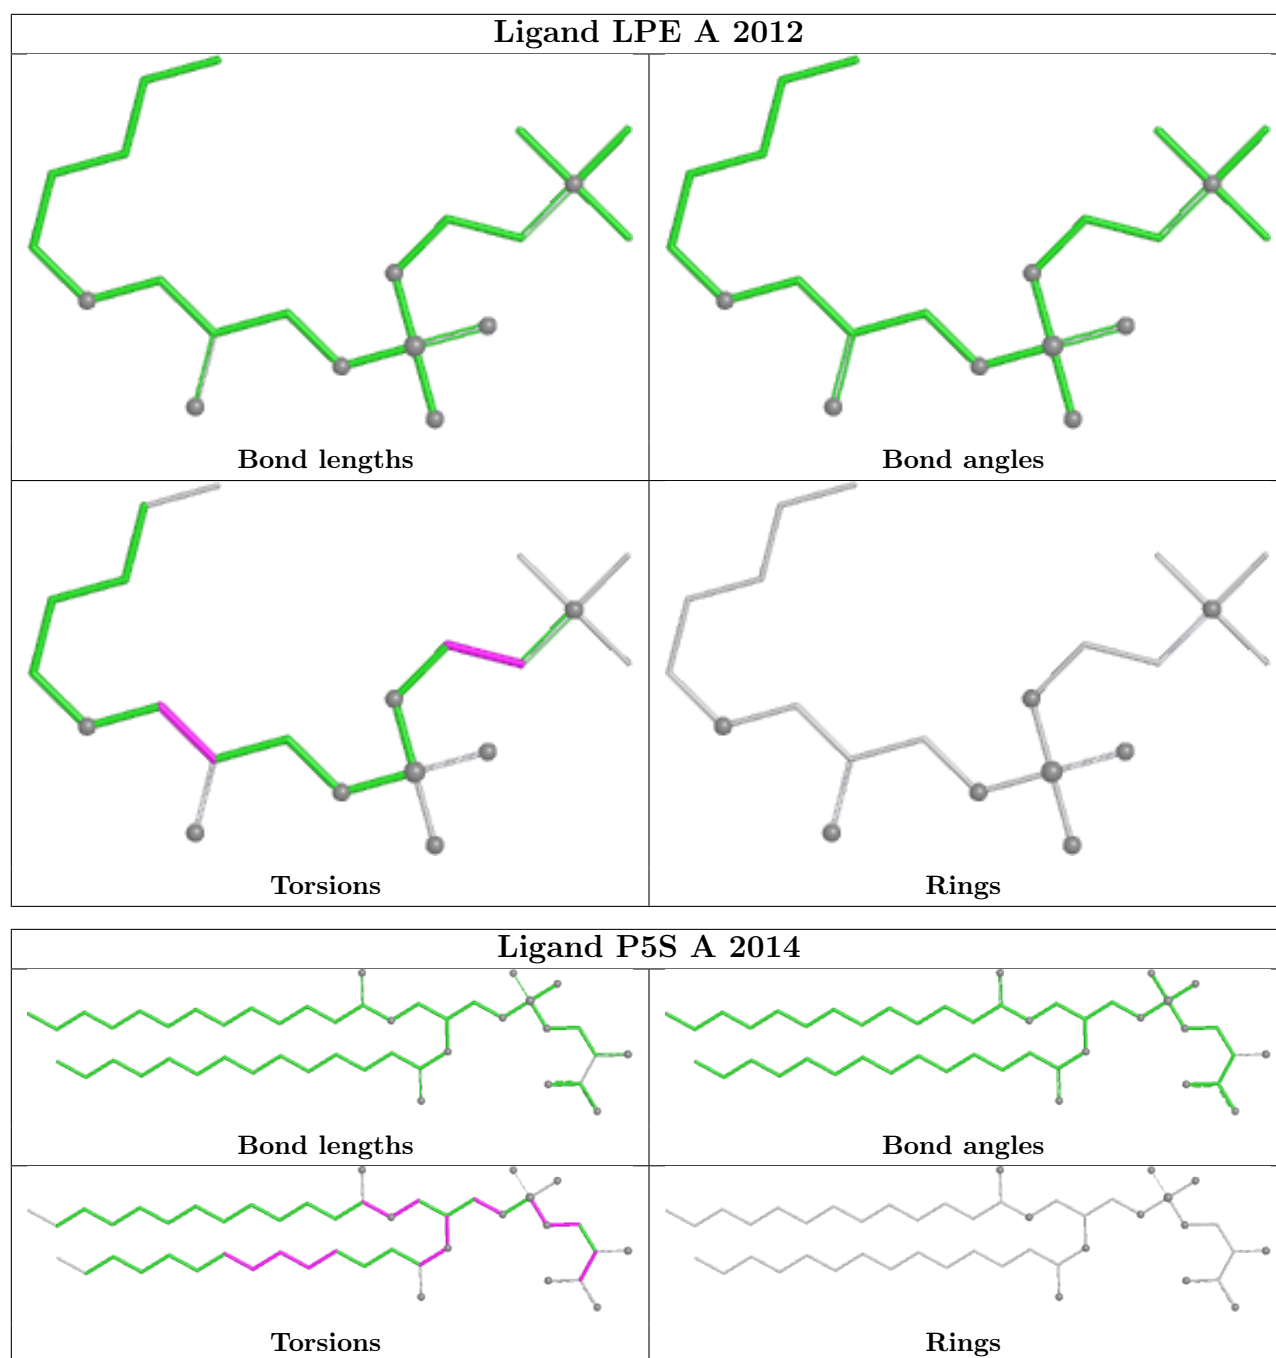 Ligand LPE A 2012
Bond lengths
Bond angles
Torsions
Rings
Ligand P5S A 2014
Bond lengths
Bond angles
Torsions
Rings